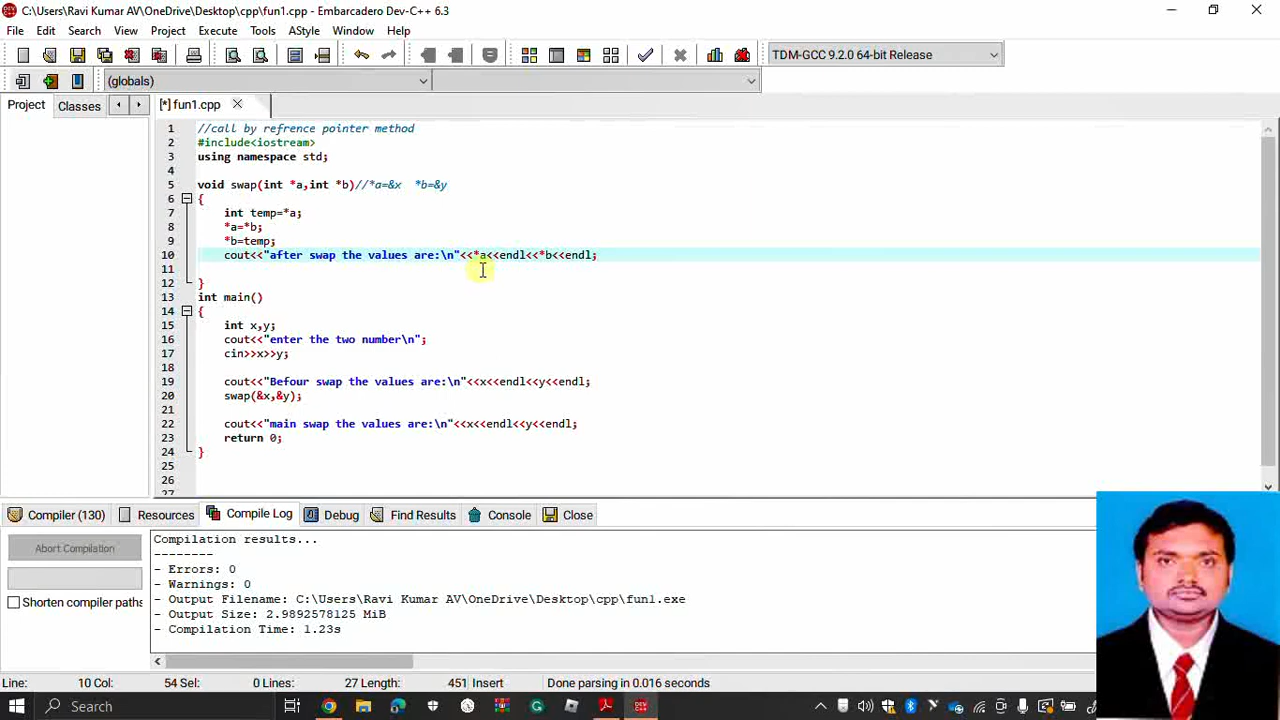 C:\Users\Ravi Kumar AV\OneDrive\Desktop\cpp\fun1.cpp - Embarcadero Dev-C++ 6.3
File Edit Search View Project Execute Tools AStyle Window Help
TDM-GCC 9.2.0 64-bit Release
(globals)
Project Classes [*] fun1.cpp
1 //call by refrence pointer method
2 #include<iostream>
3 using namespace std;
4
5 void swap(int *a,int *b)//*a=&x *b=&y
6 {
7 int temp=*a;
8 *a=*b;
9 *b=temp;
10 cout<<"after swap the values are:\n"<<*a<<endl<<*b<<endl;
11
12 }
13 int main()
14 {
15 int x,y;
16 cout<<"enter the two number\n";
17 cin>>x>>y;
18
19 cout<<"Befour swap the values are:\n"<<x<<endl<<y<<endl;
20 swap(&x,&y);
21
22 cout<<"main swap the values are:\n"<<x<<endl<<y<<endl;
23 return 0;
24 }
25
26
27
Compiler (130) Resources Compile Log Debug Find Results Console Close
Abort Compilation
Shorten compiler paths
Compilation results...
--------
- Errors: 0
- Warnings: 0
- Output Filename: C:\Users\Ravi Kumar AV\OneDrive\Desktop\cpp\fun1.exe
- Output Size: 2.9892578125 MiB
- Compilation Time: 1.23s
Line: 10 Col: 54 Sel: 0 Lines: 27 Length: 451 Insert Done parsing in 0.016 seconds
Search